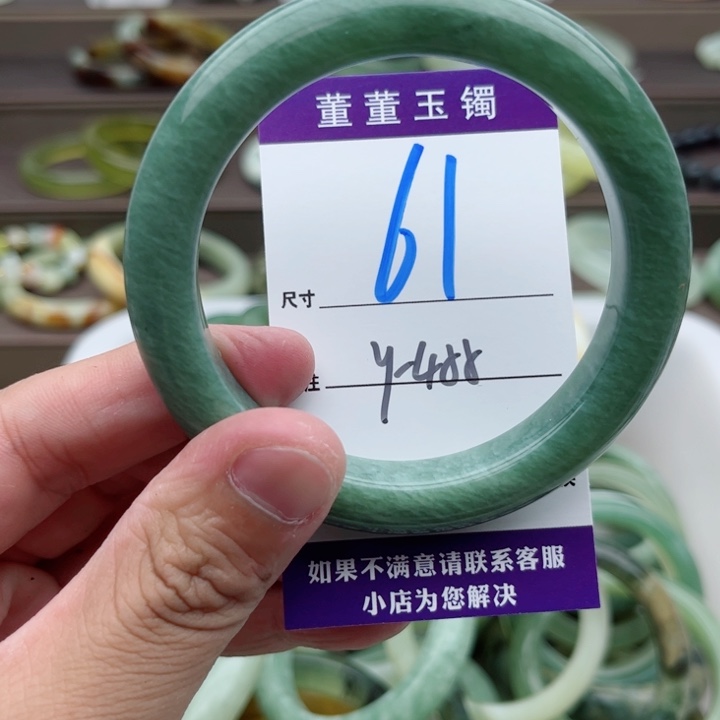 董董玉镯
61
尺寸
y-488
注
如果不满意请联系客服
小店为您解决